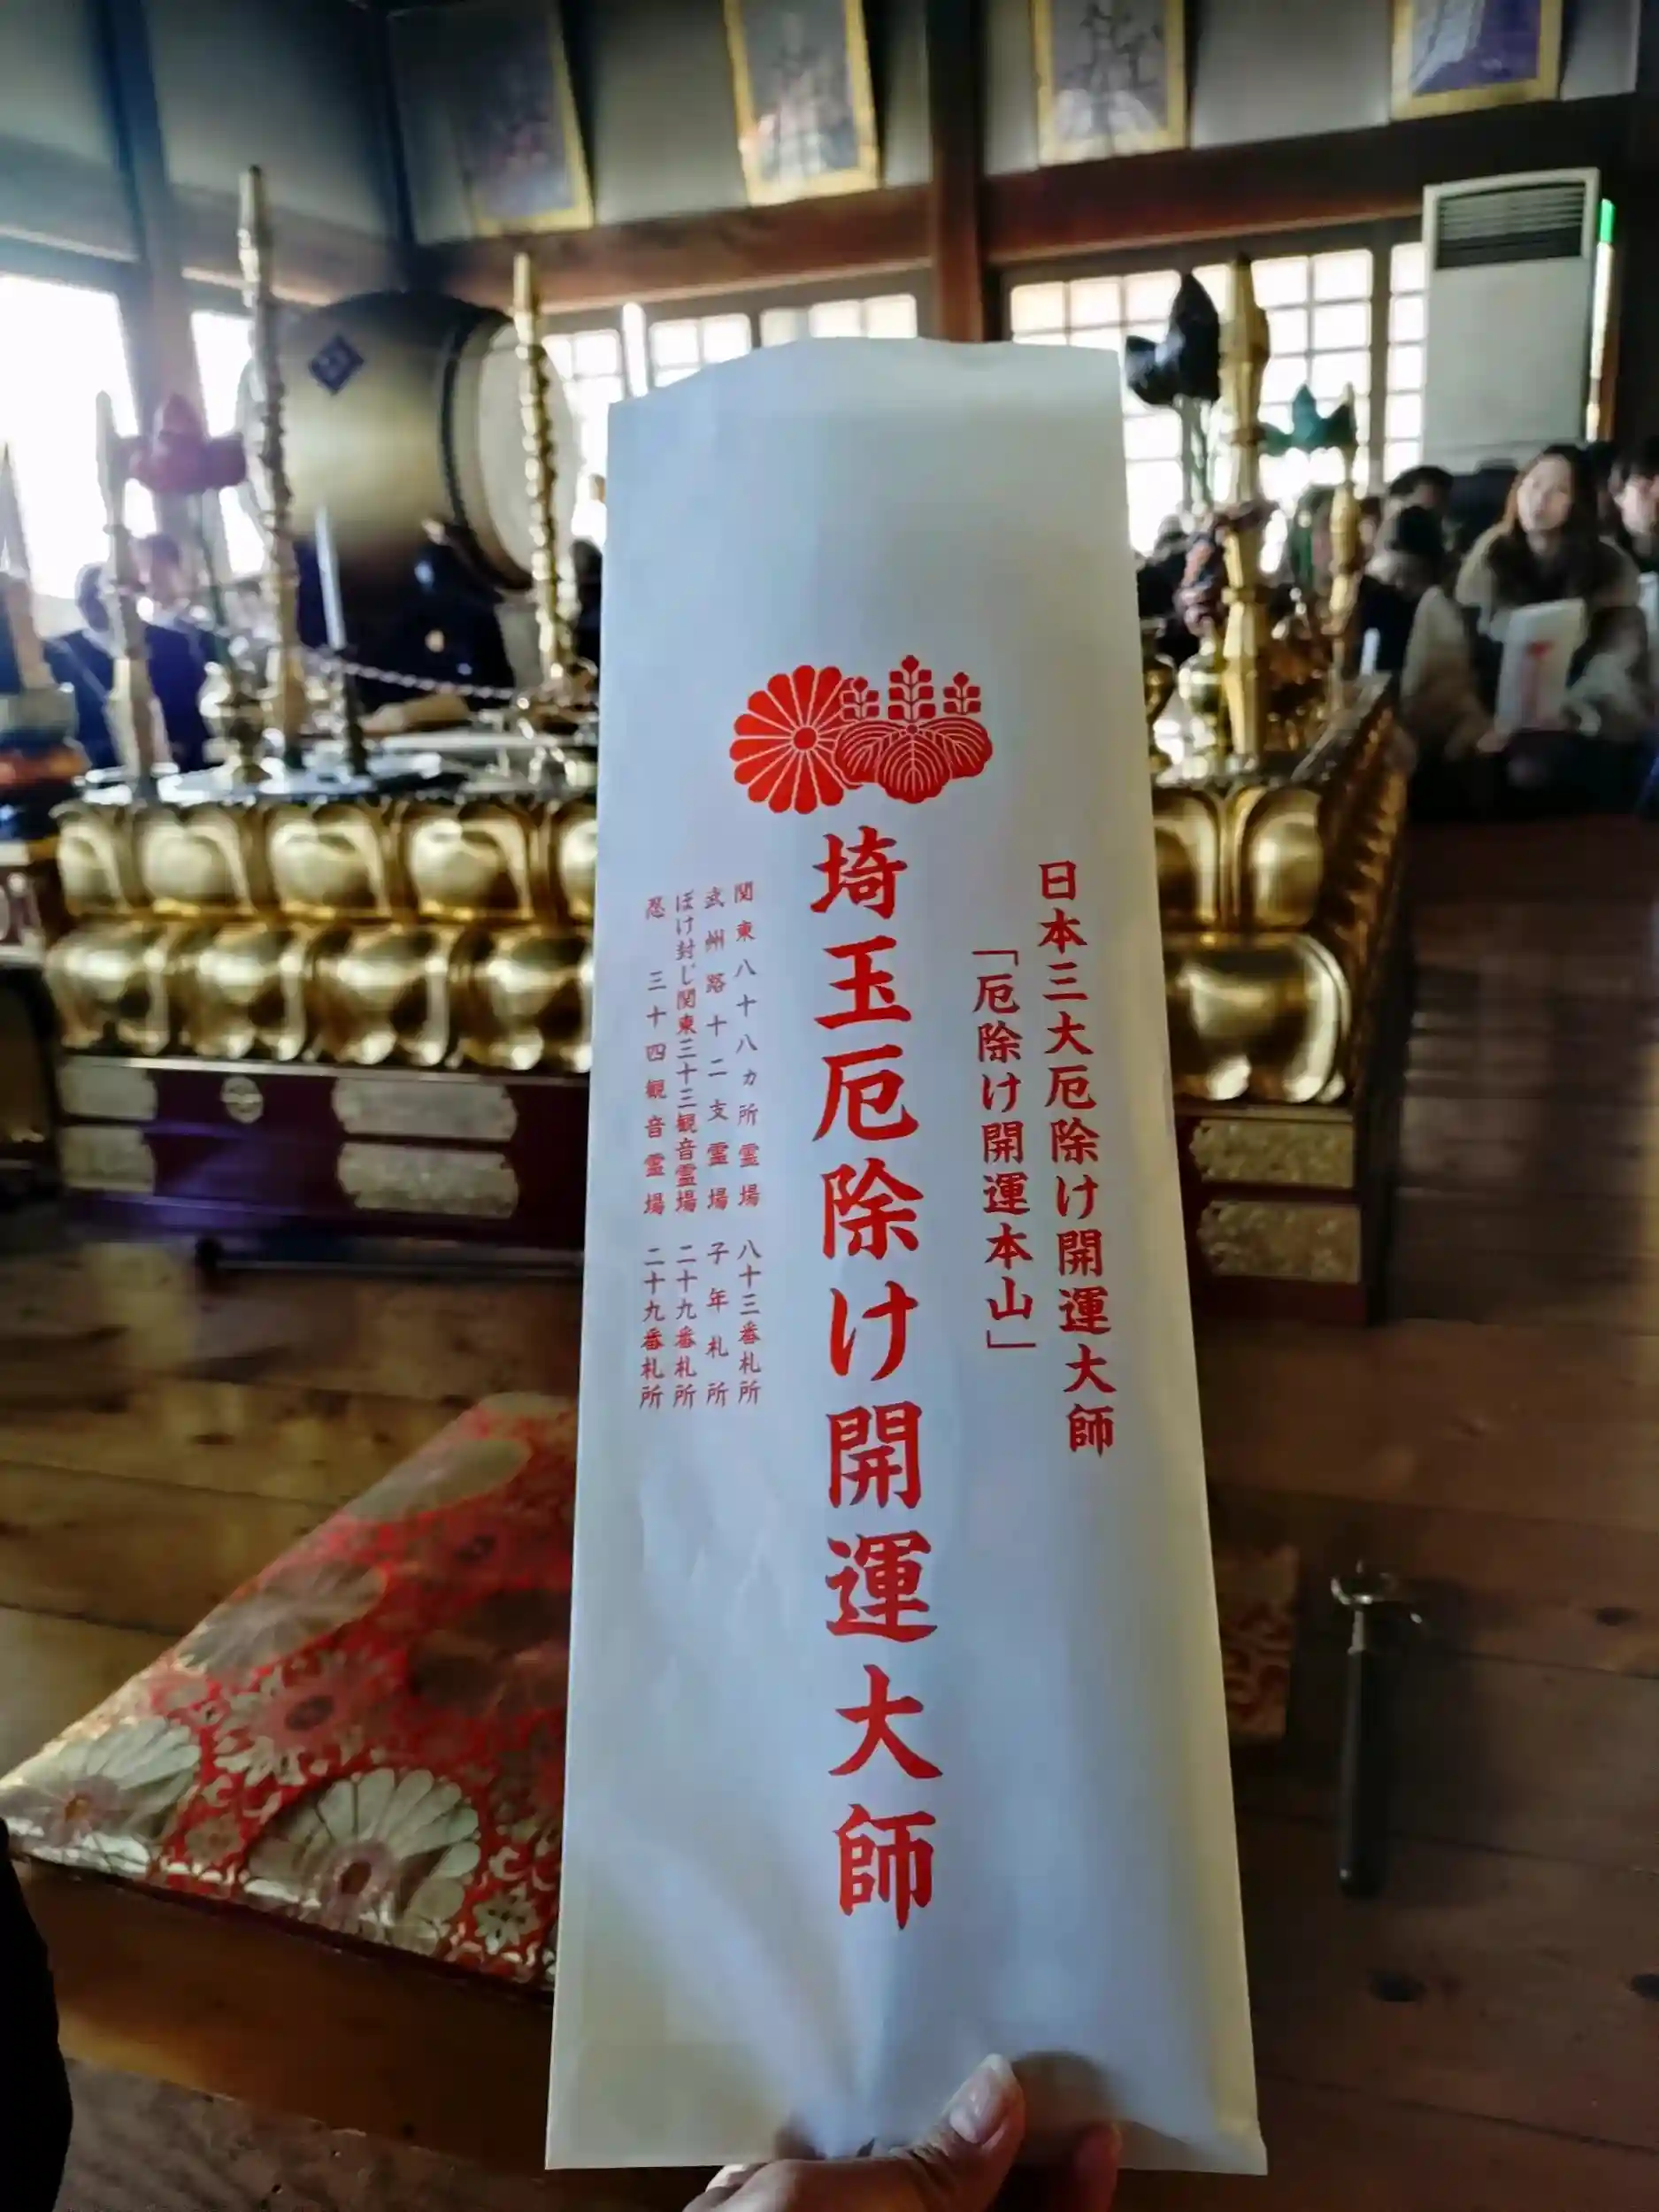 日本三大厄除け開運大師
「厄除け開運本山」
埼玉厄除け開運大師
関東八十八カ所霊場 八十三番札所
武州路十二支霊場 子年札所
ぼけ封じ関東三十三観音霊場 二十九番札所
忍 三十四観音霊場 二十九番札所